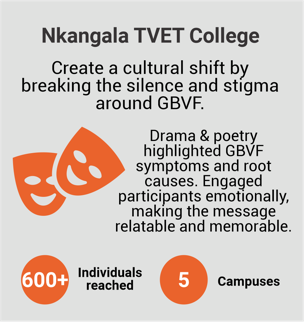 Nkangala TVET College
Create a cultural shift by
breaking the silence and stigma
around GBVF.
Drama & poetry
highlighted GBVF
symptoms and root
causes. Engaged
participants emotionally,
making the message
relatable and memorable.
600+ Individuals
reached
5 Campuses